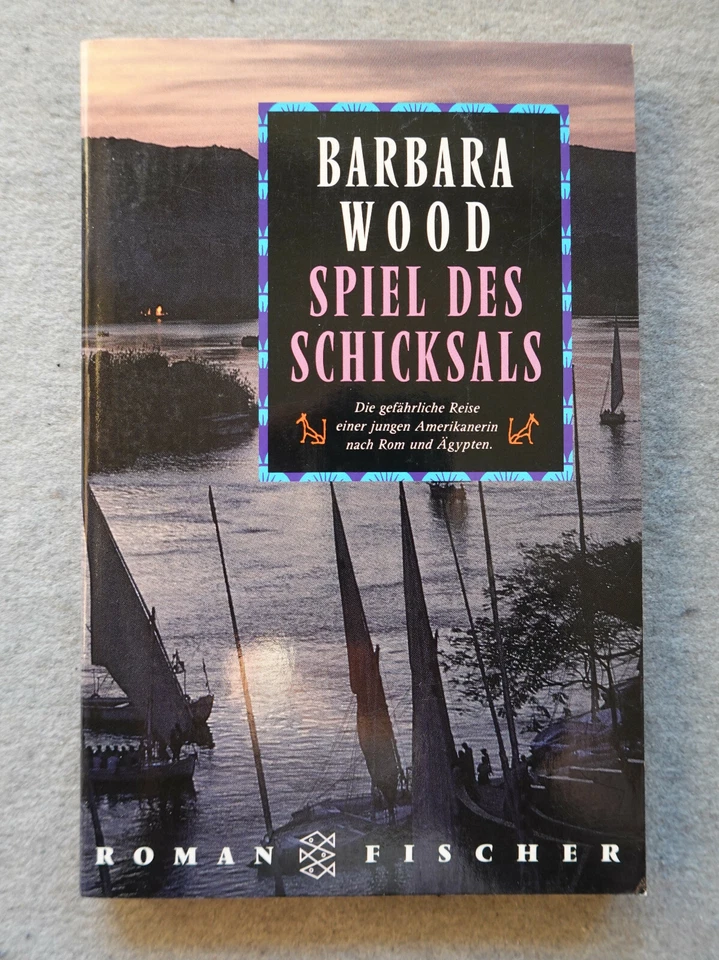 BARBARA
WOOD
SPIEL DES
SCHICKSALS
Die gefährliche Reise
einer jungen Amerikanerin
nach Rom und Ägypten.
ROMAN FISCHER